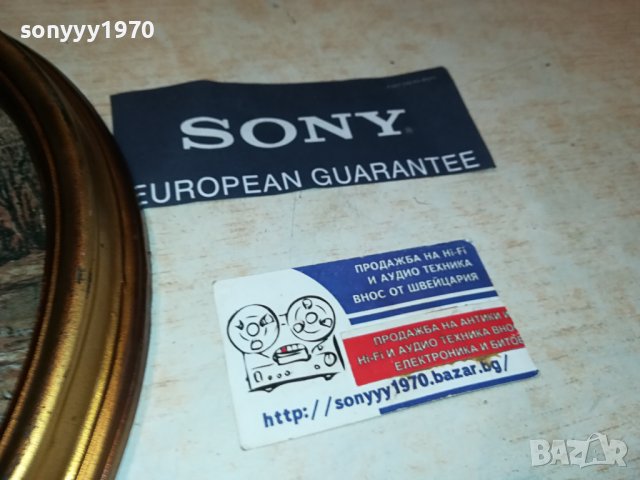 sonyyy1970
SONY
EUROPEAN GUARANTEE
ПРОДАЖБА НА Hi-Fi
И АУДИО ТЕХНИКА
ВНОС ОТ ШВЕЙЦАРИЯ
ПРОДАЖБА НА АНТИКИ И
Hi-Fi И АУДИО ТЕХНИКА ВНОС
ЕЛЕКТРОНИКА И БИТОВ
http://sonyyy1970.bazar.bg/
BAZAR